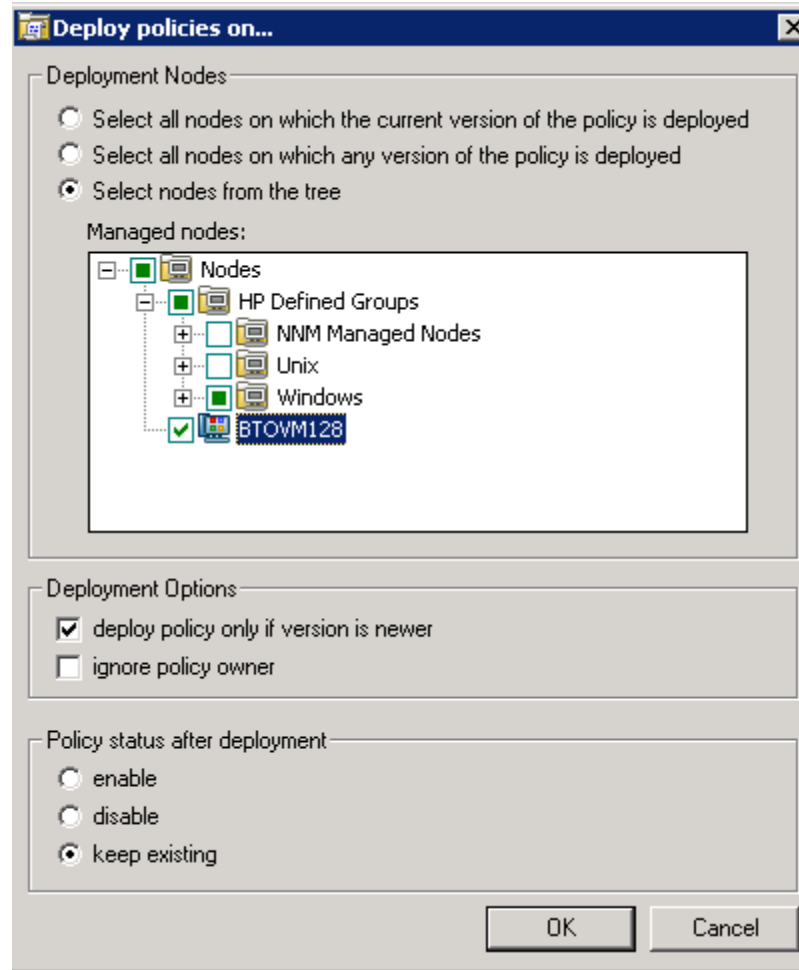 Deploy policies on...
Deployment Nodes
Select all nodes on which the current version of the policy is deployed
Select all nodes on which any version of the policy is deployed
Select nodes from the tree
Managed nodes:
Nodes
HP Defined Groups
NNM Managed Nodes
Unix
Windows
BTOVM128
Deployment Options
deploy policy only if version is newer
ignore policy owner
Policy status after deployment
enable
disable
keep existing
OK Cancel